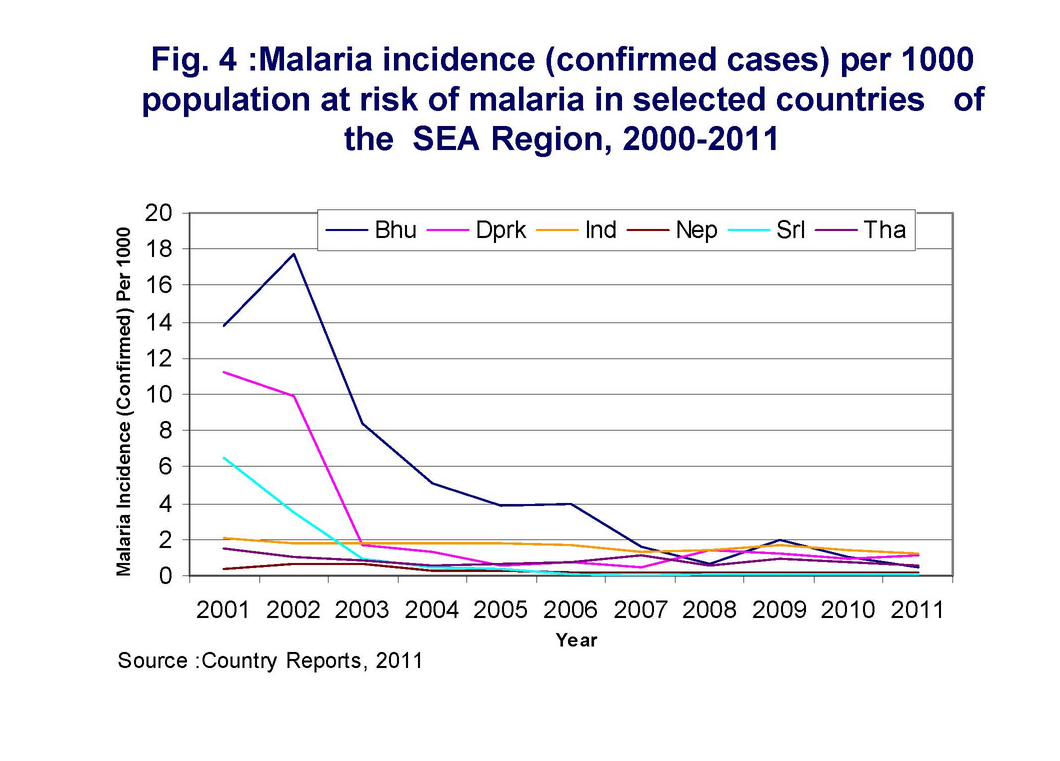 Fig. 4 :Malaria incidence (confirmed cases) per 1000
population at risk of malaria in selected countries   of
the  SEA Region, 2000-2011
Bhu Dprk Ind Nep Srl Tha
Malaria Incidence (Confirmed) Per 1000
20
18
16
14
12
10
8
6
4
2
0
2001 2002 2003 2004 2005 2006 2007 2008 2009 2010 2011
Year
Source :Country Reports, 2011